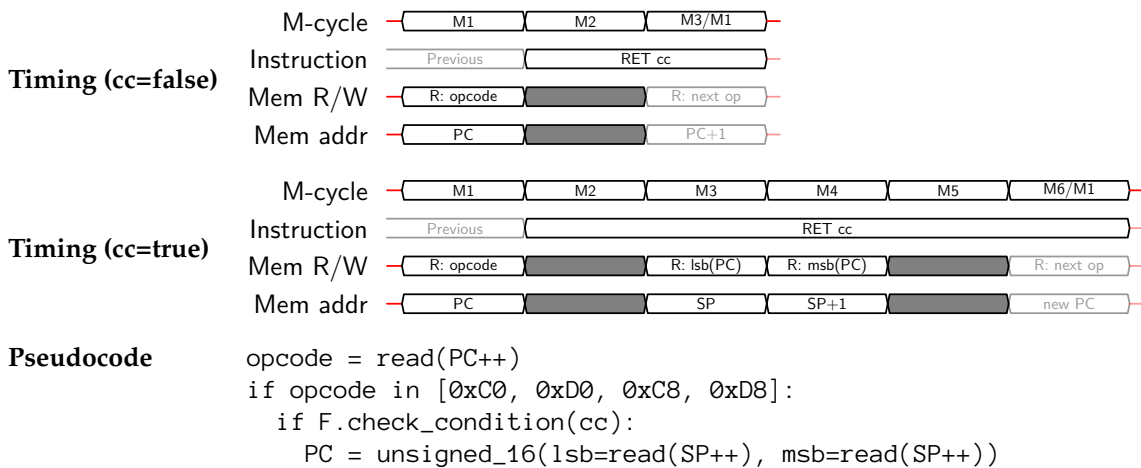 M-cycle M1 M2 M3/M1
Instruction Previous RET cc
Timing (cc=false)
Mem R/W R: opcode R: next op
Mem addr PC PC+1
M-cycle M1 M2 M3 M4 M5 M6/M1
Instruction Previous RET cc
Timing (cc=true)
Mem R/W R: opcode R: lsb(PC) R: msb(PC) R: next op
Mem addr PC SP SP+1 new PC
Pseudocode opcode = read(PC++)
if opcode in [0xC0, 0xD0, 0xC8, 0xD8]:
if F.check_condition(cc):
PC = unsigned_16(lsb=read(SP++), msb=read(SP++))